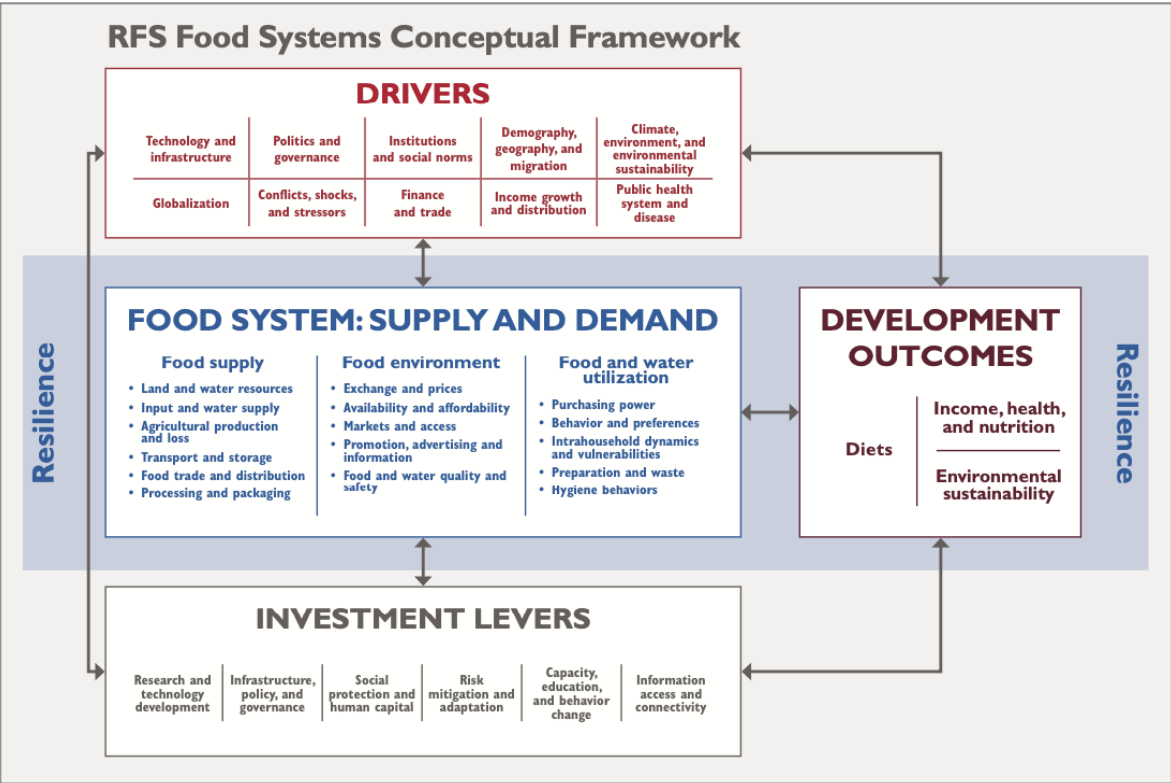 RFS Food Systems Conceptual Framework
DRIVERS
Technology and
infrastructure
Politics and
governance
Institutions
and social norms
Demography,
geography, and
migration
Climate,
environment, and
environmental
sustainability
Globalization
Conflicts, shocks,
and stressors
Finance
and trade
Income growth
and distribution
Public health
system and
disease
Resilience
FOOD SYSTEM: SUPPLY AND DEMAND
Food supply
• Land and water resources
• Input and water supply
• Agricultural production
and loss
• Transport and storage
• Food trade and distribution
• Processing and packaging
Food environment
• Exchange and prices
• Availability and affordability
• Markets and access
• Promotion, advertising and
information
• Food and water quality and
safety
Food and water
utilization
• Purchasing power
• Behavior and preferences
• Intrahousehold dynamics
and vulnerabilities
• Preparation and waste
• Hygiene behaviors
DEVELOPMENT
OUTCOMES
Diets
Income, health,
and nutrition
Environmental
sustainability
Resilience
INVESTMENT LEVERS
Research and
technology
development
Infrastructure,
policy, and
governance
Social
protection and
human capital
Risk
mitigation and
adaptation
Capacity,
education,
and behavior
change
Information
access and
connectivity